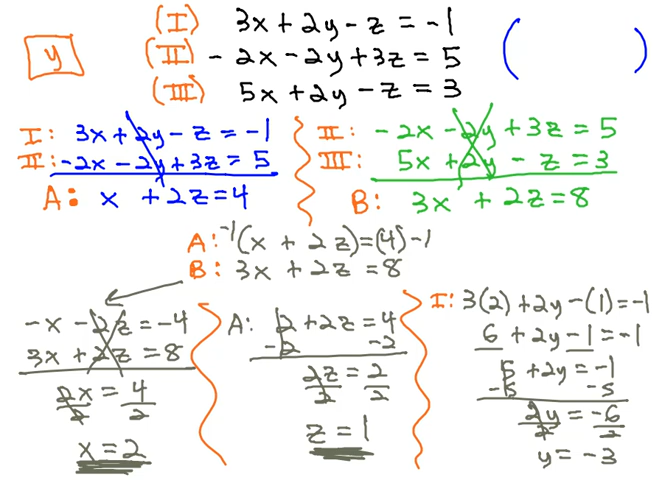 (I) 3x + 2y - z = -1
y (II) - 2x - 2y + 3z = 5 ( )
(III) 5x + 2y - z = 3
I: 3x + 2y - z = -1
II: -2x - 2y + 3z = 5
A: x + 2z = 4
II: -2x - 2y + 3z = 5
III: 5x + 2y - z = 3
B: 3x + 2z = 8
A: -1(x + 2z) = (4)-1
B: 3x + 2z = 8
-x - 2z = -4
3x + 2z = 8
2x/2 = 4/2
x = 2
A: 2 + 2z = 4
-2 -2
2z/2 = 2/2
z = 1
I: 3(2) + 2y - (1) = -1
6 + 2y - 1 = -1
5 + 2y = -1
-5 -5
2y/2 = -6/2
y = -3